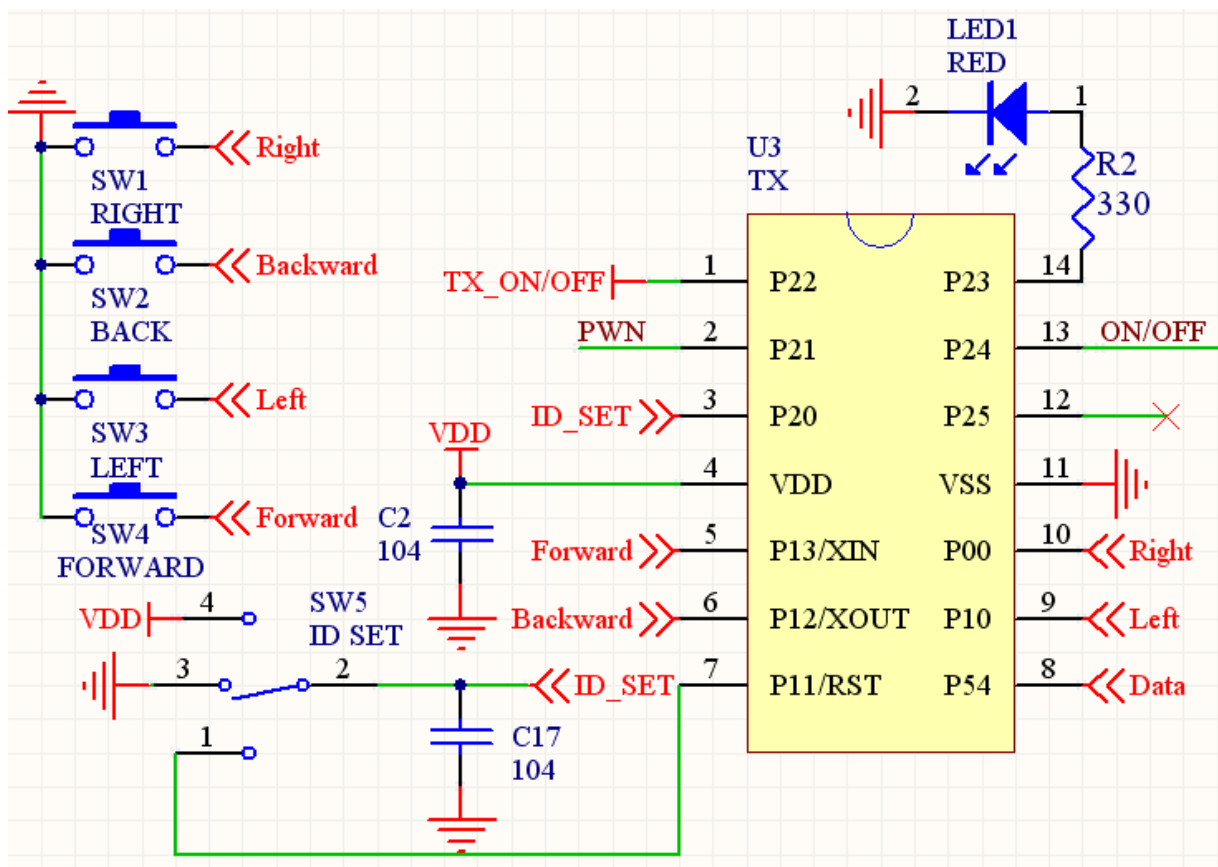 LED1
RED
2
1
Right
SW1
RIGHT
Backward
SW2
BACK
Left
SW3
LEFT
Forward
SW4
FORWARD
VDD
4
SW5
ID SET
3
2
ID_SET
1
C17
104
VDD
C2
104
R2
330
U3
TX
TX_ON/OFF
1
P22
P23
14
PWN
2
P21
P24
13
ON/OFF
ID_SET
3
P20
P25
12
4
VDD
VSS
11
Forward
5
P13/XIN
P00
10
Right
Backward
6
P12/XOUT
P10
9
Left
7
P11/RST
P54
8
Data